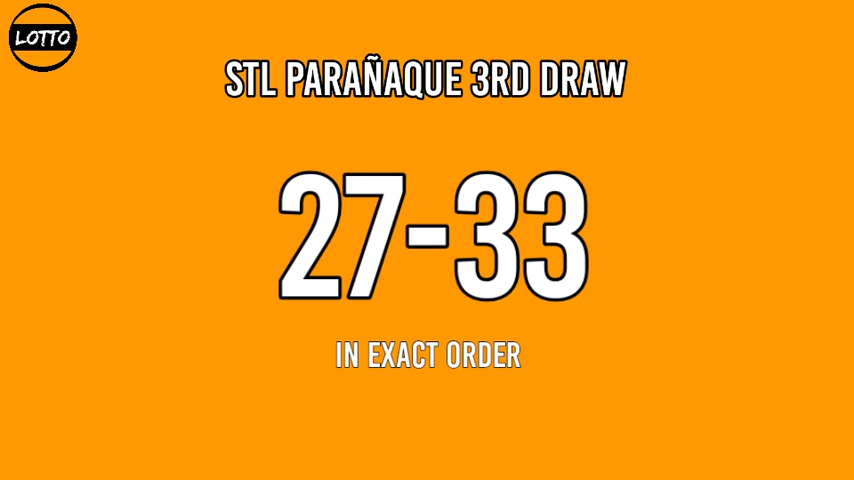 LOTTO
STL PARAÑAQUE 3RD DRAW
27-33
IN EXACT ORDER